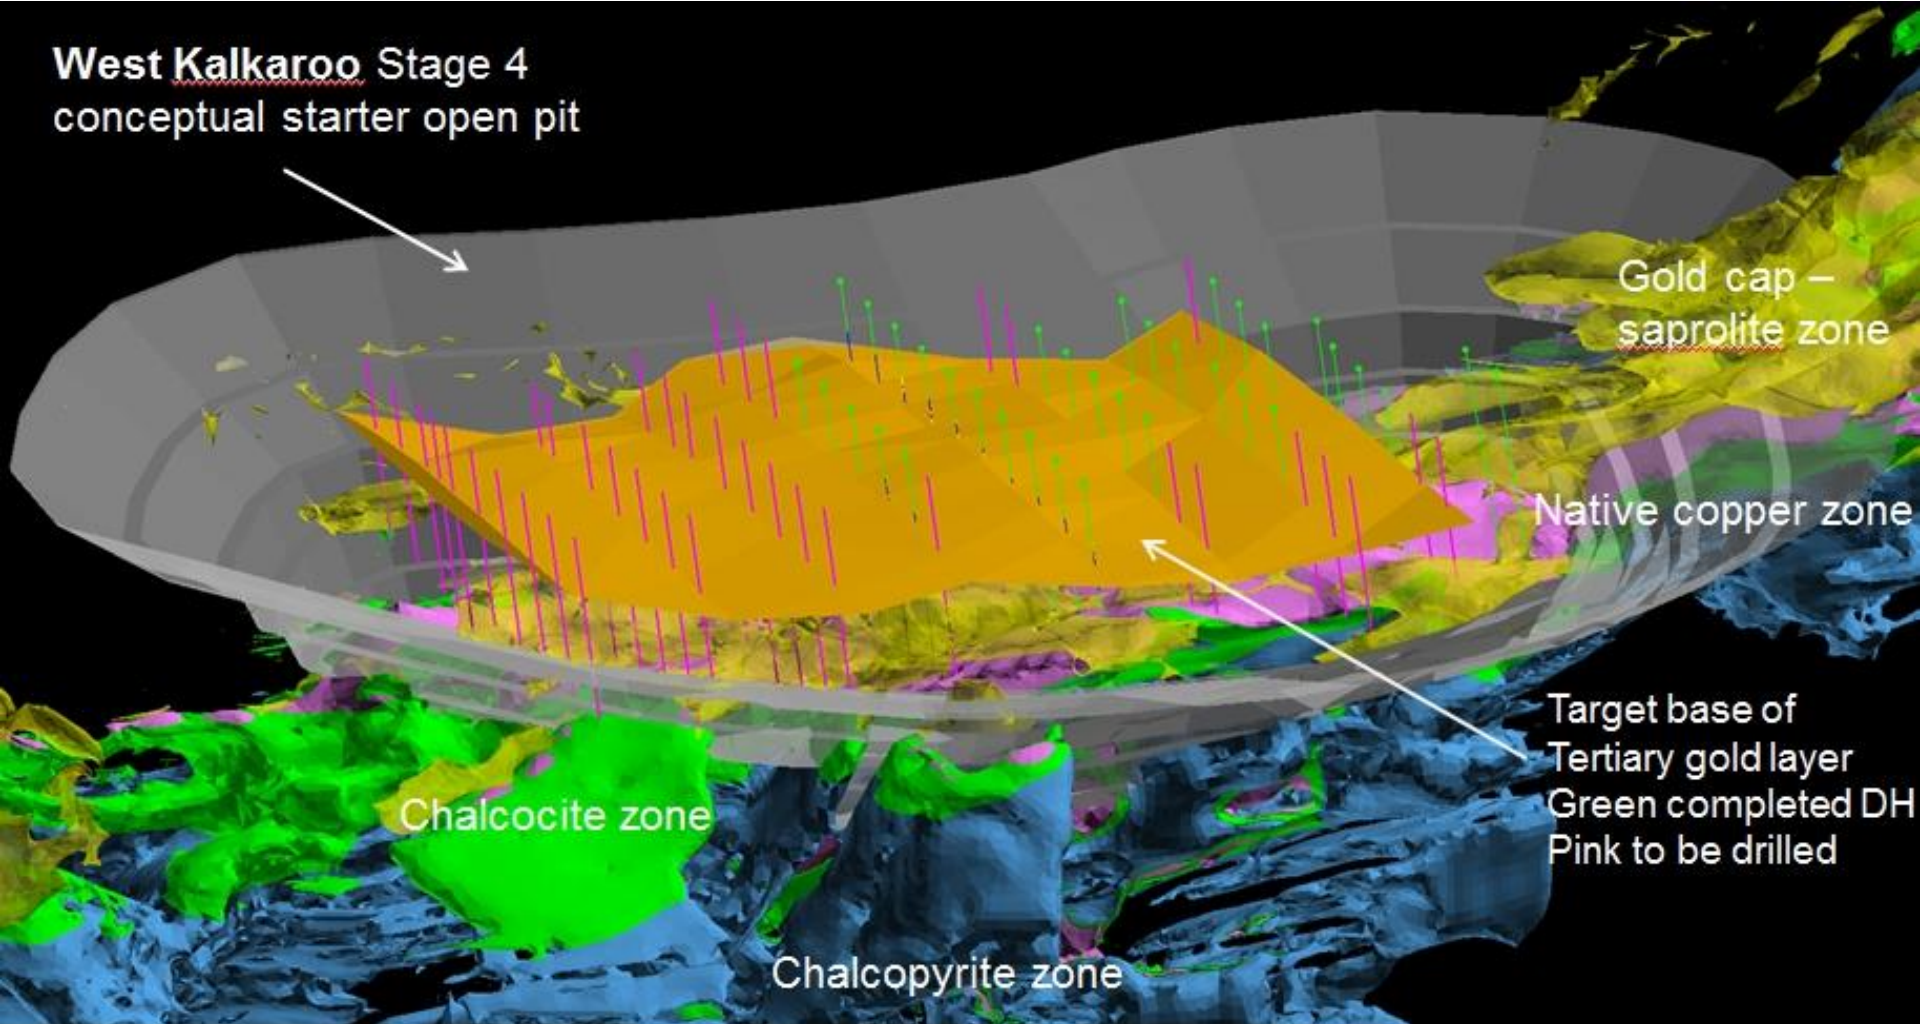 West Kalkaroo Stage 4
conceptual starter open pit
Gold cap –
saprolite zone
Native copper zone
Target base of
Tertiary gold layer
Green completed DH
Pink to be drilled
Chalcocite zone
Chalcopyrite zone